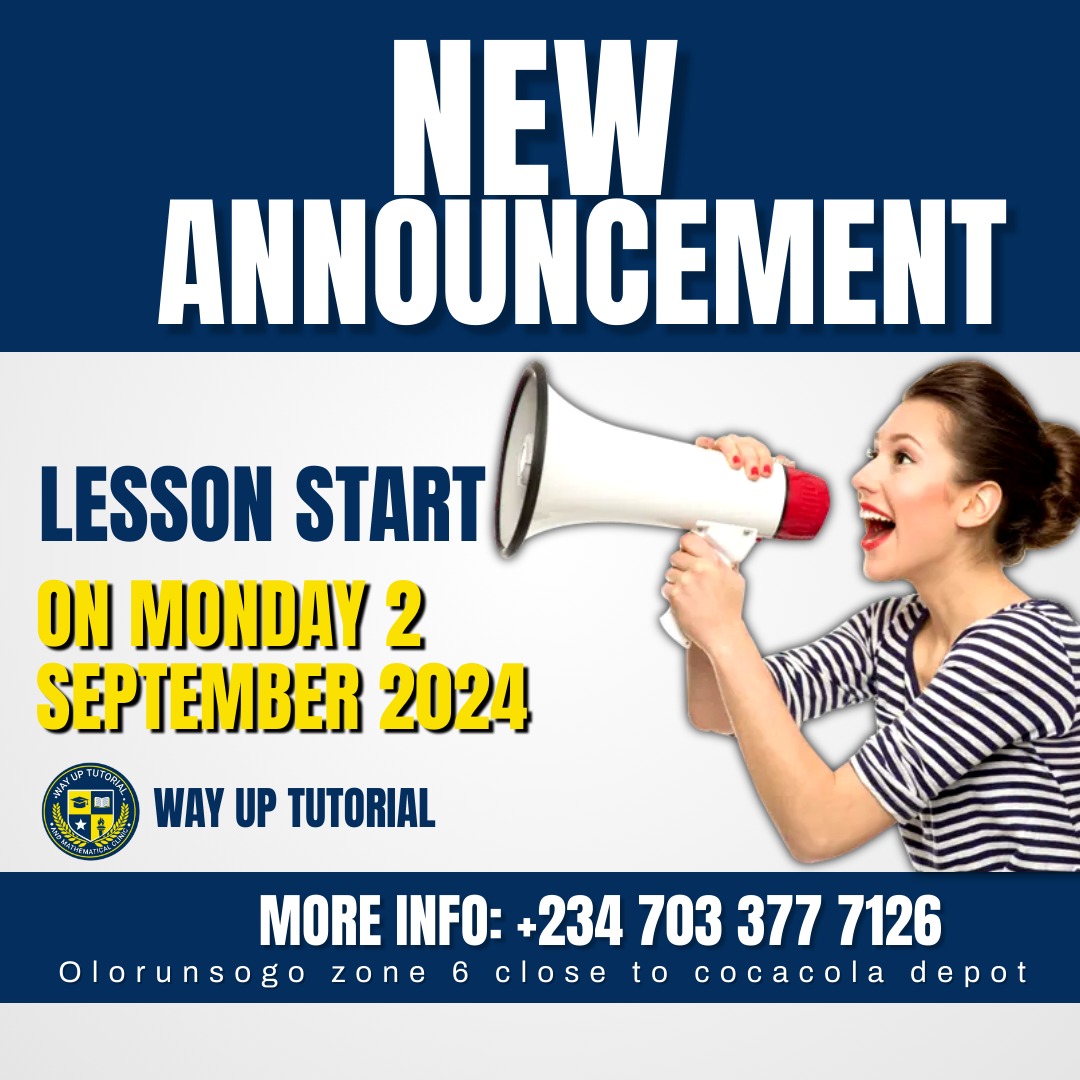 NEW
ANNOUNCEMENT
LESSON START
ON MONDAY 2
SEPTEMBER 2024
WAY UP TUTORIAL
AND MATHEMATICAL CLINIC
WAY UP TUTORIAL
MORE INFO: +234 703 377 7126
Olorunsogo zone 6 close to cocacola depot